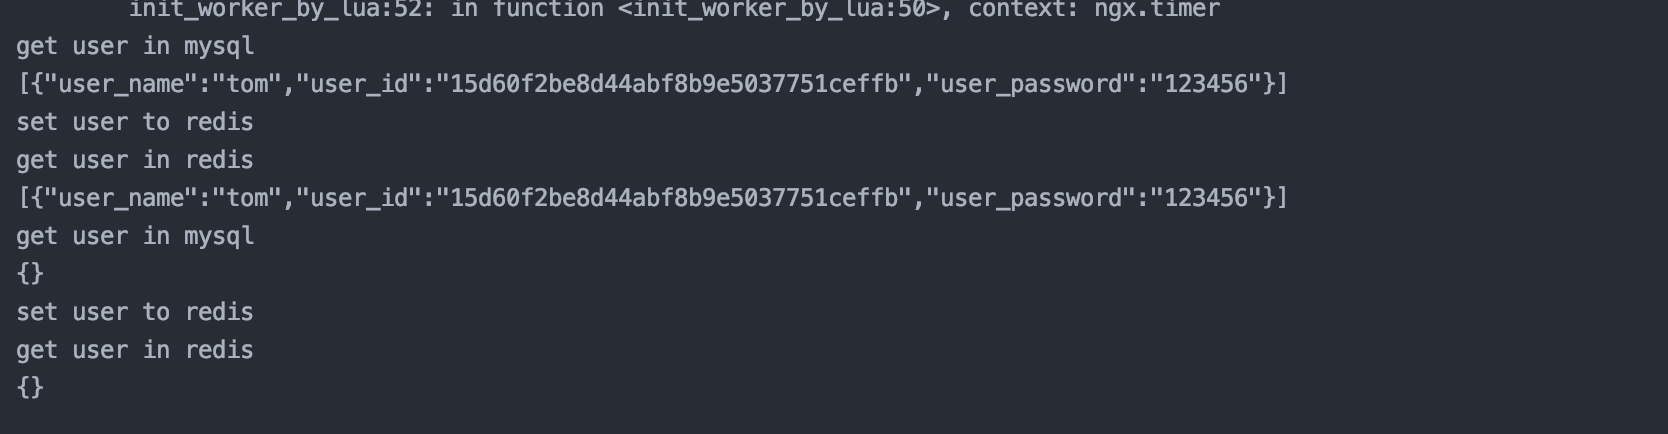 init_worker_by_lua:52: in function <init_worker_by_lua:50>, context: ngx.timer
get user in mysql
[{"user_name":"tom","user_id":"15d60f2be8d44abf8b9e5037751ceffb","user_password":"123456"}]
set user to redis
get user in redis
[{"user_name":"tom","user_id":"15d60f2be8d44abf8b9e5037751ceffb","user_password":"123456"}]
get user in mysql
{}
set user to redis
get user in redis
{}